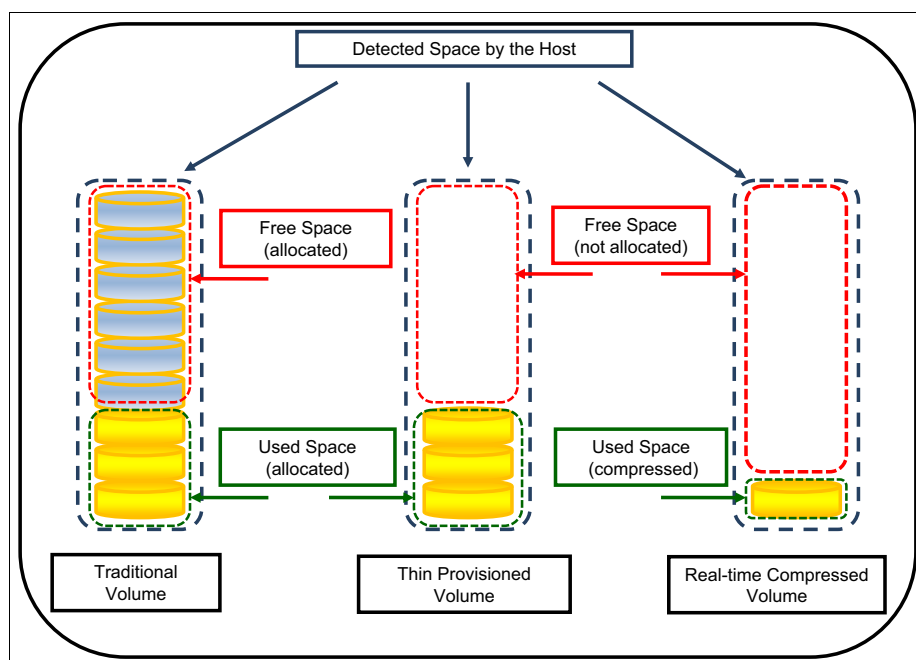 Detected Space by the Host
Free Space
(allocated)
Free Space
(not allocated)
Used Space
(allocated)
Used Space
(compressed)
Traditional
Volume
Thin Provisioned
Volume
Real-time Compressed
Volume